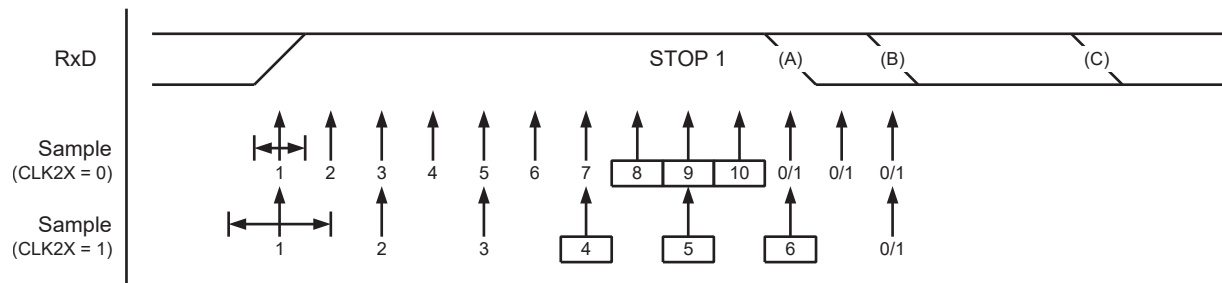 RxD
STOP 1
(A)
(B)
(C)
Sample
(CLK2X = 0)
1 2 3 4 5 6 7 8 9 10 0/1 0/1 0/1
Sample
(CLK2X = 1)
1 2 3 4 5 6 0/1